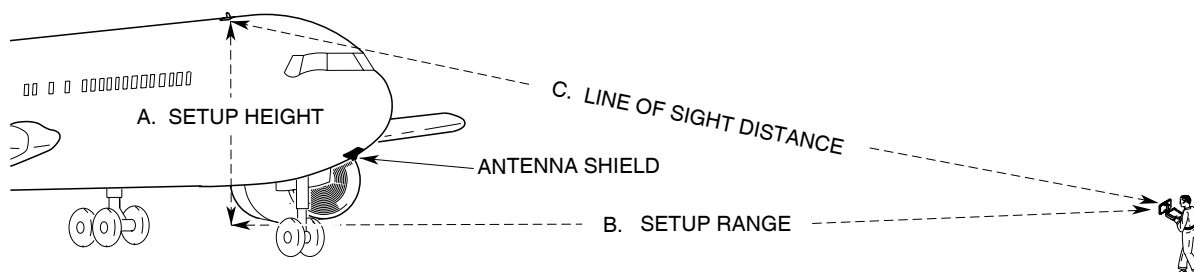 C. LINE OF SIGHT DISTANCE
A. SETUP HEIGHT
ANTENNA SHIELD
B. SETUP RANGE